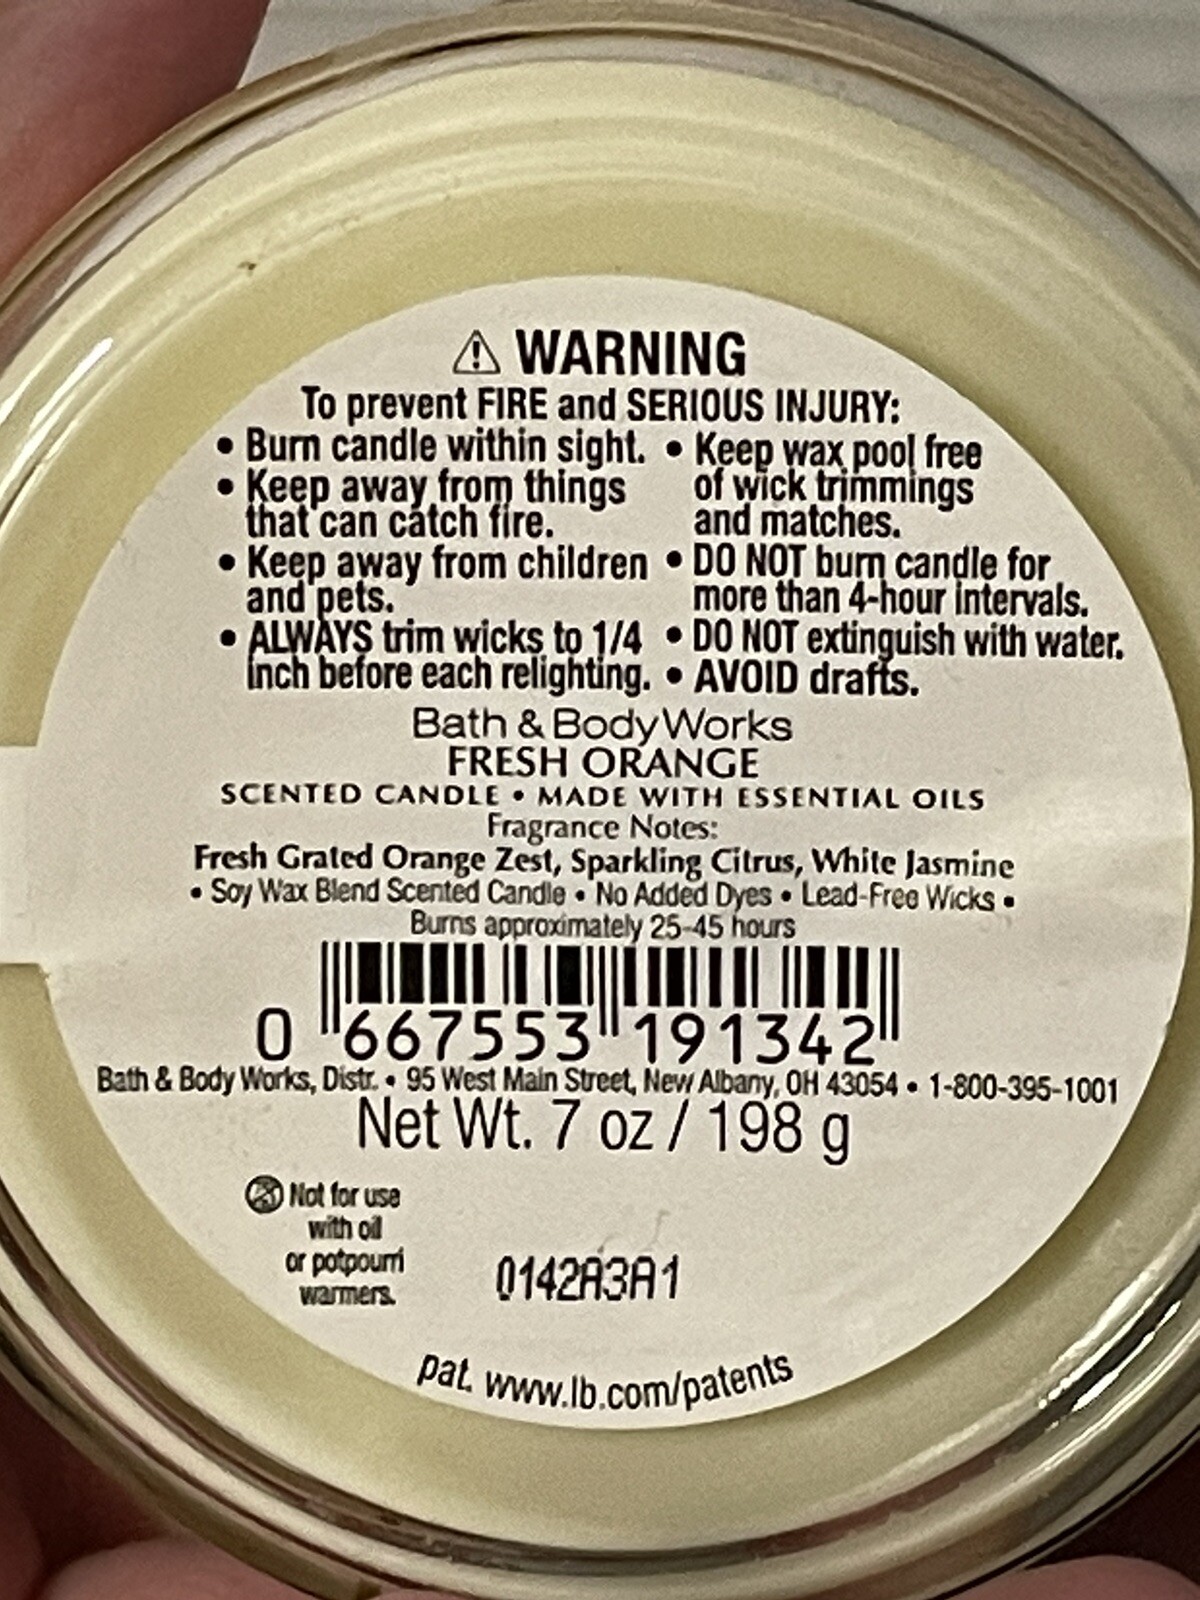 ⚠ WARNING
To prevent FIRE and SERIOUS INJURY:
• Burn candle within sight.
• Keep away from things
that can catch fire.
• Keep away from children
and pets.
• ALWAYS trim wicks to 1/4
inch before each relighting.
• Keep wax pool free
of wick trimmings
and matches.
• DO NOT burn candle for
more than 4-hour intervals.
• DO NOT extinguish with water.
• AVOID drafts.
Bath & Body Works
FRESH ORANGE
SCENTED CANDLE • MADE WITH ESSENTIAL OILS
Fragrance Notes:
Fresh Grated Orange Zest, Sparkling Citrus, White Jasmine
• Soy Wax Blend Scented Candle • No Added Dyes • Lead-Free Wicks •
Burns approximately 25-45 hours
0 667553 191342
Bath & Body Works, Distr. • 95 West Main Street, New Albany, OH 43054 • 1-800-395-1001
Net Wt. 7 oz / 198 g
Not for use
with oil
or potpourri
warmers.
0142A3A1
pat. www.lb.com/patents